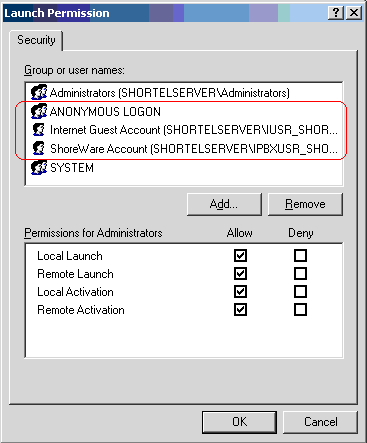 Launch Permission
Security
Group or user names:
Administrators (SHORTELSERVER\Administrators)
ANONYMOUS LOGON
Internet Guest Account (SHORTELSERVER\IUSR_SHOR...
ShoreWare Account (SHORTELSERVER\IPBXUSR_SHO...
SYSTEM
Add... Remove
Permissions for Administrators Allow Deny
Local Launch
Remote Launch
Local Activation
Remote Activation
OK Cancel